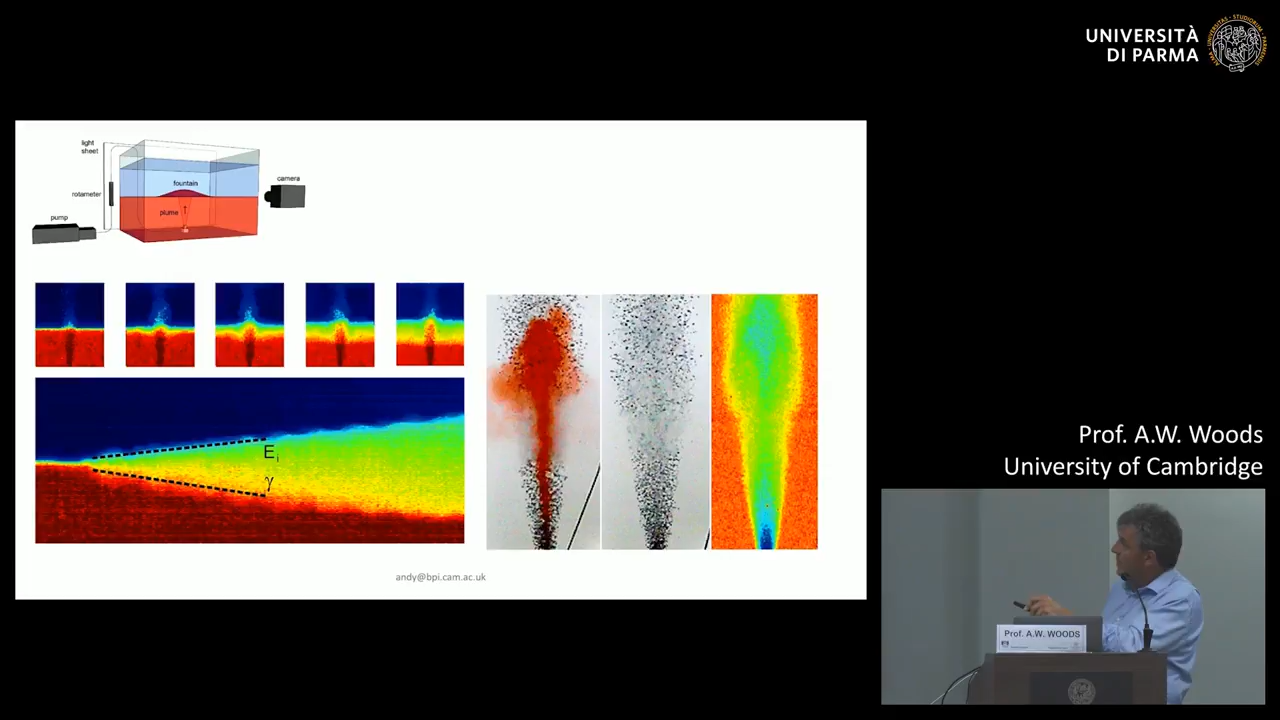 UNIVERSITÀ
DI PARMA
light
sheet
fountain
camera
rotameter
plume
pump
E i
γ
andy@bpi.cam.ac.uk
Prof. A.W. Woods
University of Cambridge
Prof. A.W. WOODS